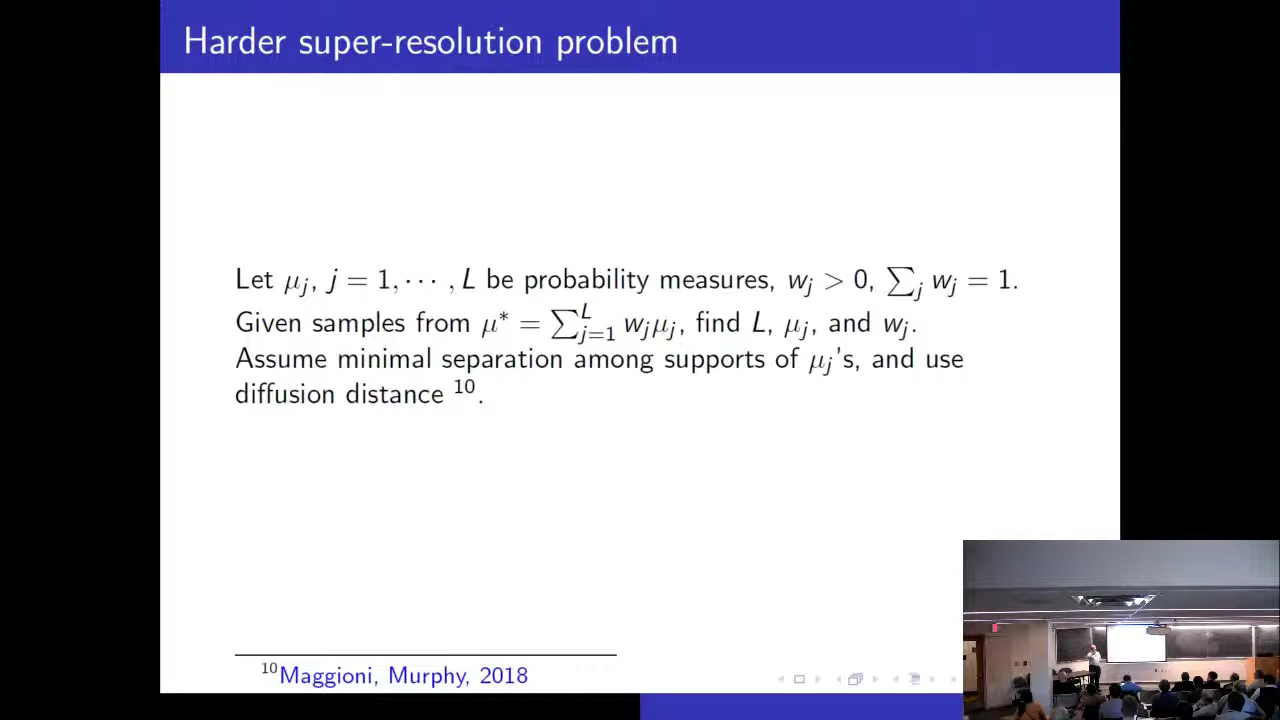 Harder super-resolution problem
Let μ_j, j = 1, ⋯ , L be probability measures, w_j > 0, ∑_j w_j = 1.
Given samples from μ* = ∑_{j=1}^{L} w_j μ_j, find L, μ_j, and w_j.
Assume minimal separation among supports of μ_j's, and use
diffusion distance ¹⁰.
¹⁰Maggioni, Murphy, 2018